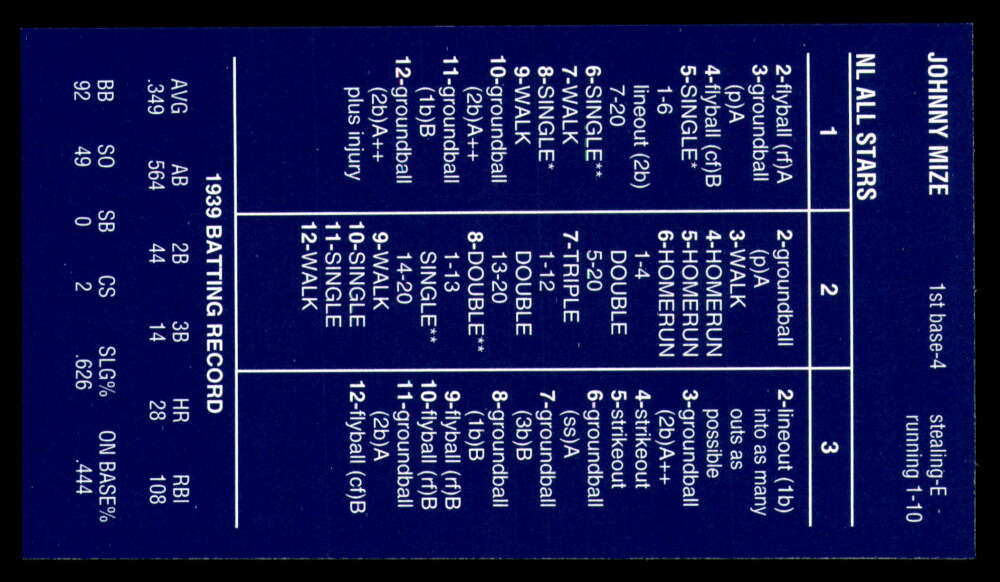 JOHNNY MIZE 1st base-4 stealing-E
running 1-10
NL ALL STARS
1
2-flyball (rf)A
3-groundball
(p)A
4-flyball (cf)B
5-SINGLE*
1-6
lineout (2b)
7-20
6-SINGLE**
7-WALK
8-SINGLE*
9-WALK
10-groundball
(2b)A++
11-groundball
(1b)B
12-groundball
(2b)A++
plus injury
2
2-groundball
(p)A
3-WALK
4-HOMERUN
5-HOMERUN
6-HOMERUN
1-4
DOUBLE
5-20
7-TRIPLE
1-12
DOUBLE
13-20
8-DOUBLE**
1-13
SINGLE**
14-20
9-WALK
10-SINGLE
11-SINGLE
12-WALK
3
2-lineout (1b)
into as many
outs as
possible
3-groundball
(2b)A++
4-strikeout
5-strikeout
6-groundball
(ss)A
7-groundball
(3b)B
8-groundball
(1b)B
9-flyball (rf)B
10-flyball (rf)B
11-groundball
(2b)A
12-flyball (cf)B
1939 BATTING RECORD
AVG AB 2B 3B HR RBI
.349 564 44 14 28 108
BB SO SB CS SLG% ON BASE%
92 49 0 2 .626 .444